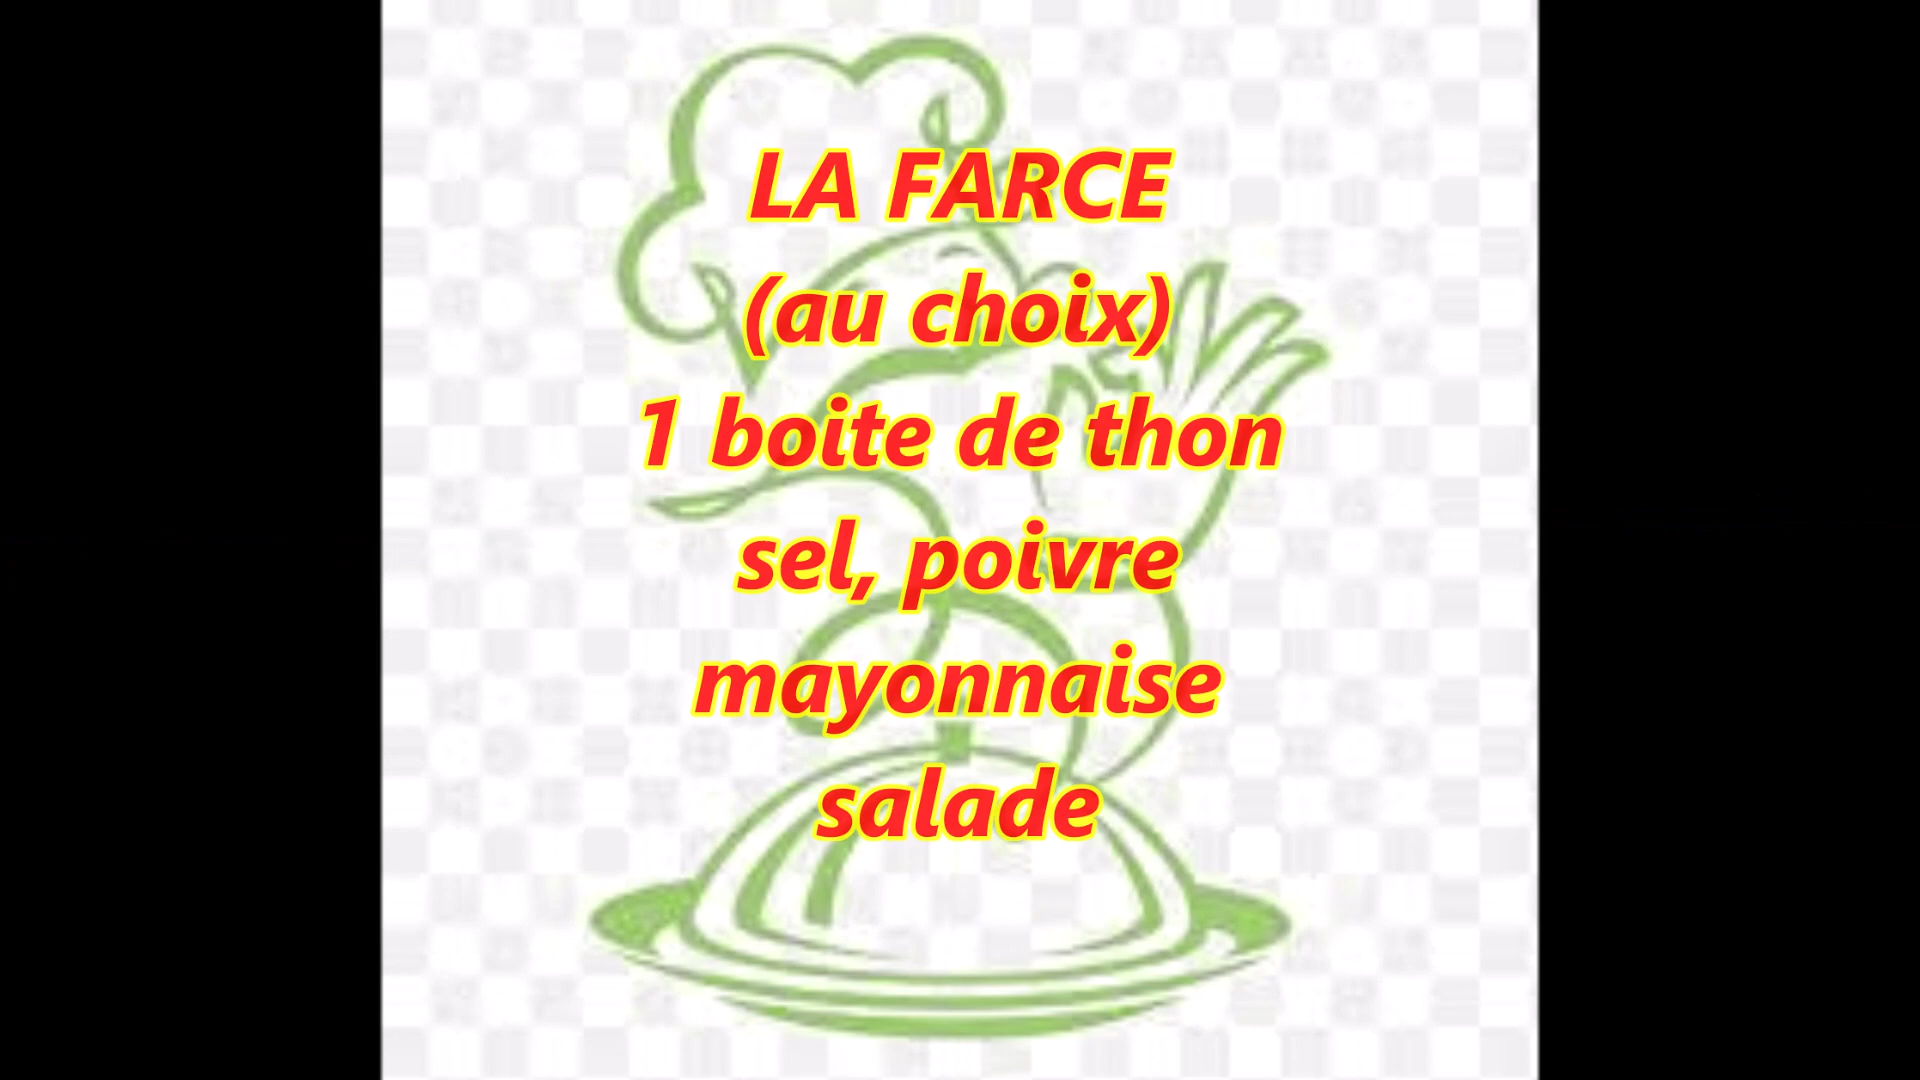 LA FARCE
(au choix)
1 boite de thon
sel, poivre
mayonnaise
salade